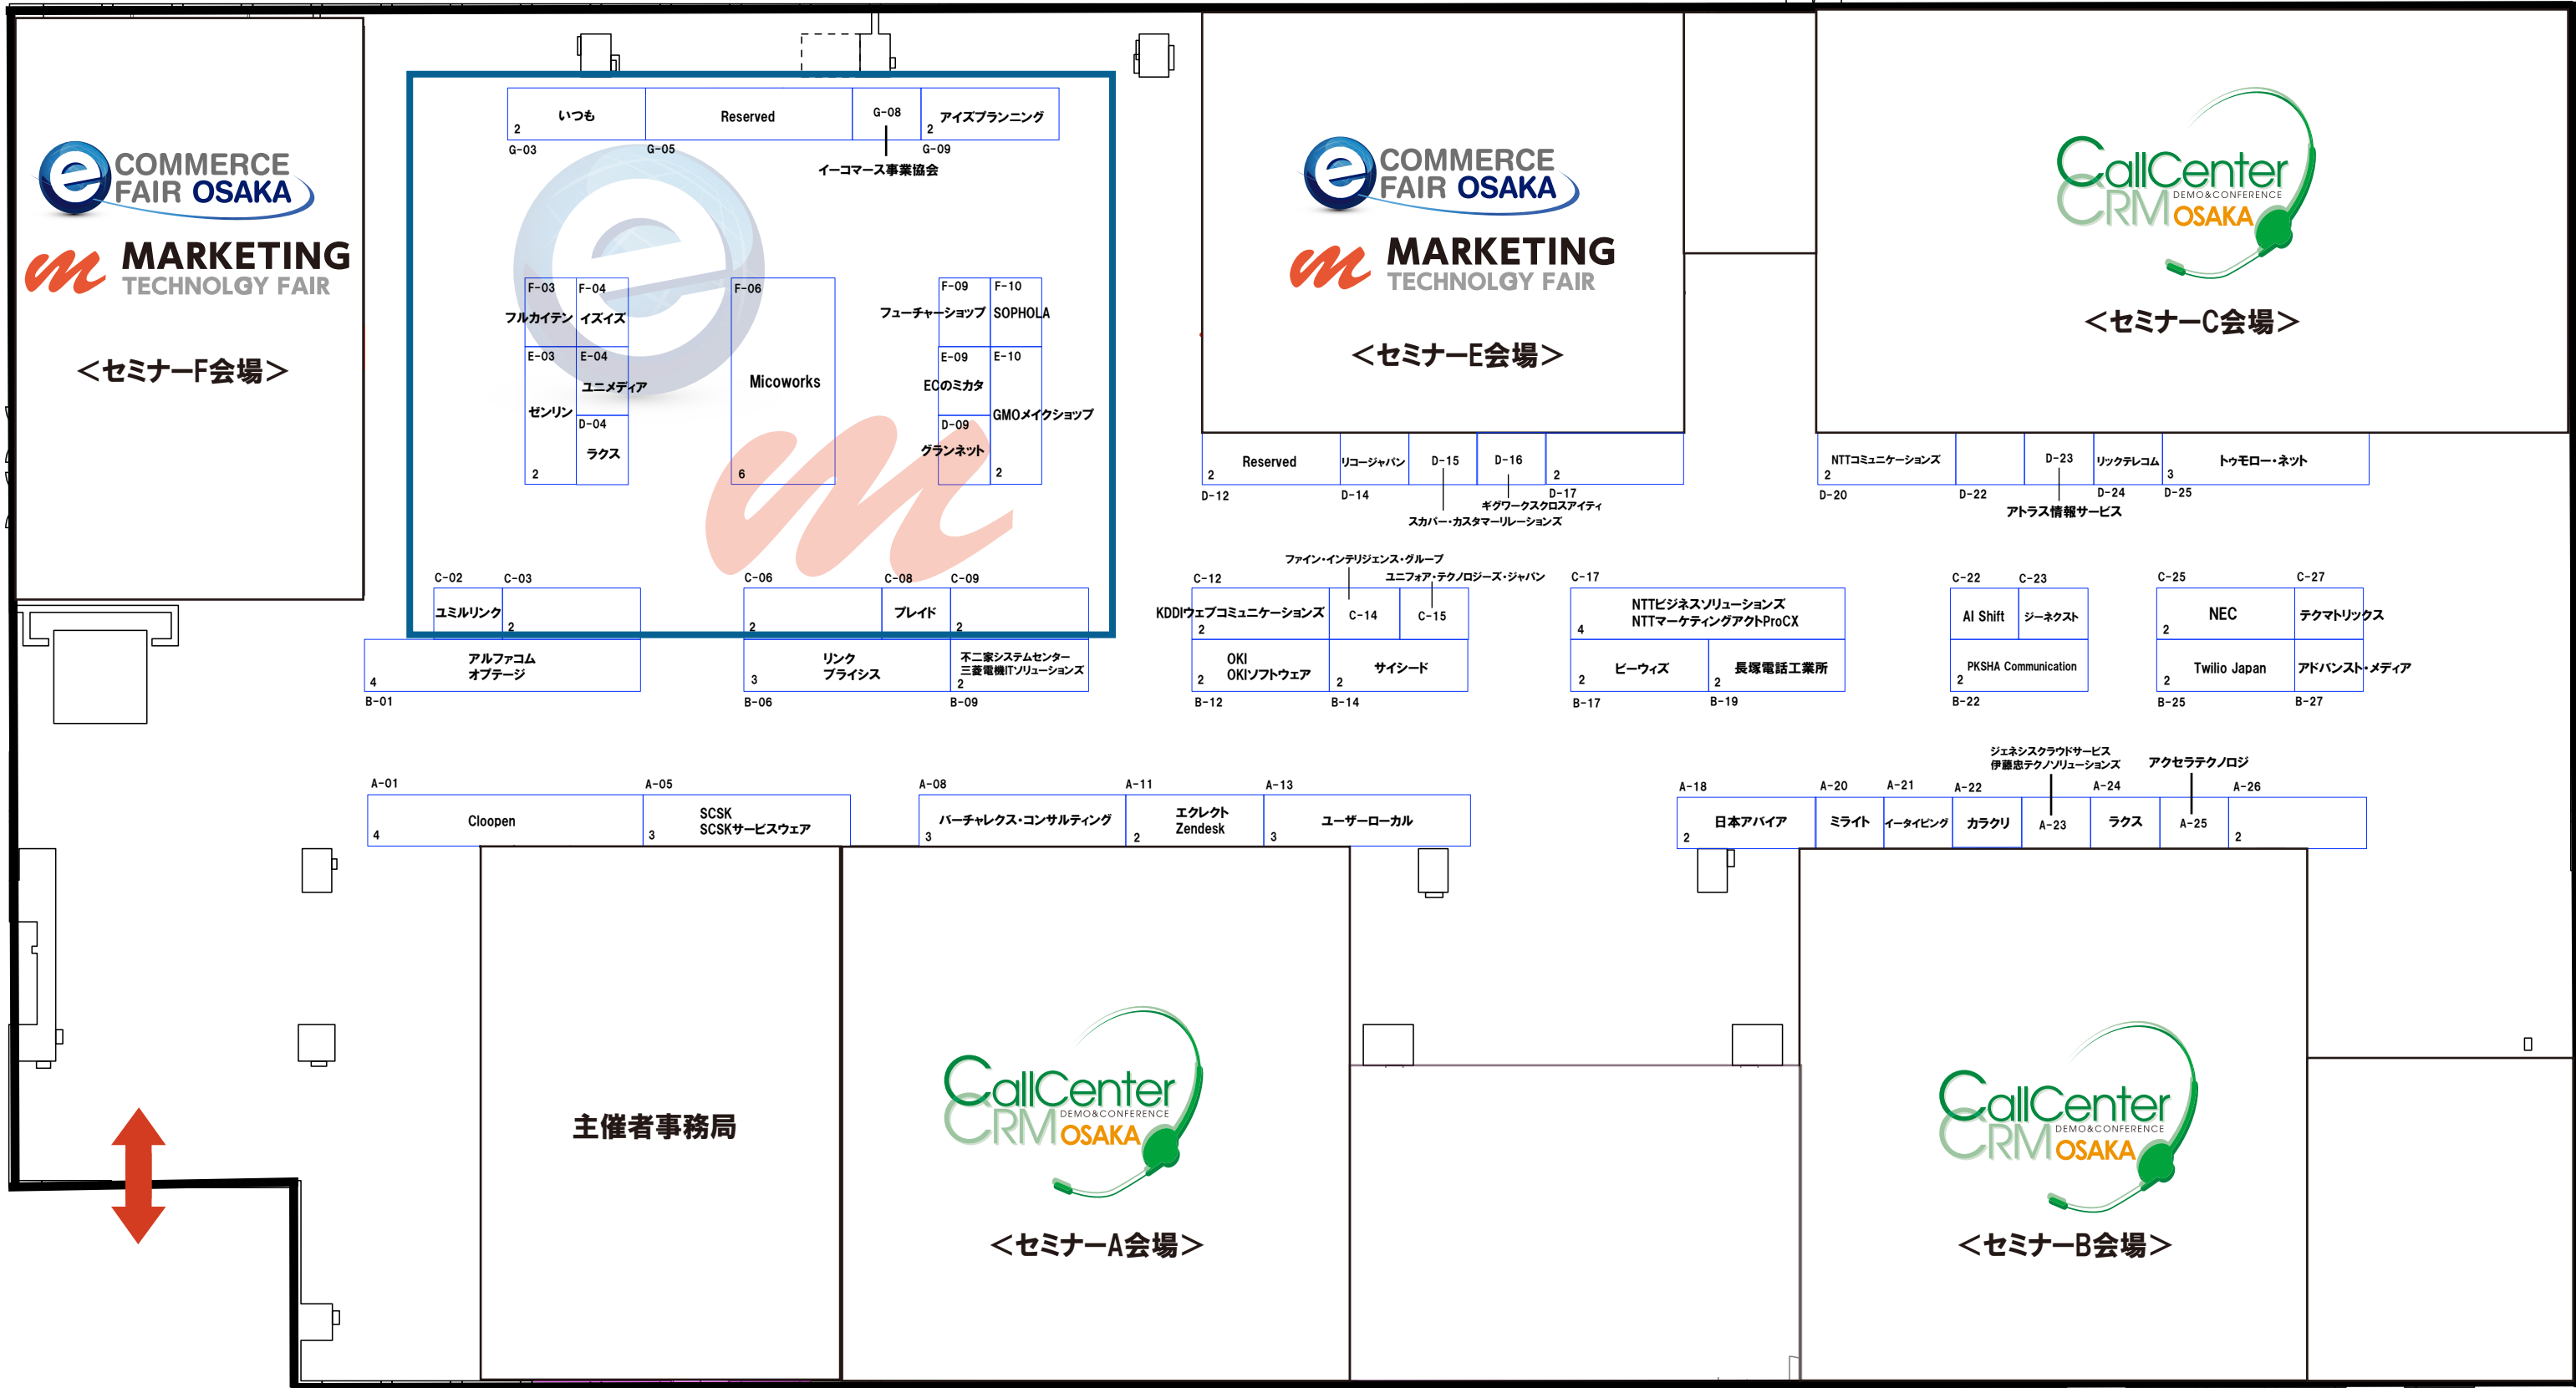 COMMERCE
FAIR OSAKA
MARKETING
TECHNOLOGY FAIR
＜セミナーF会場＞
いつも
2
G-03
Reserved
G-05
G-08
イーコマース事業協会
アイズプランニング
2
G-09
F-03
フルカイテン
F-04
イズイズ
E-03
ゼンリン
2
E-04
ユニメディア
D-04
ラクス
F-06
Micoworks
6
F-09
フューチャーショップ
F-10
SOPHOLA
E-09
ECのミカタ
E-10
GMOメイクショップ
2
D-09
グランネット
COMMERCE
FAIR OSAKA
MARKETING
TECHNOLOGY FAIR
＜セミナーE会場＞
CallCenter
CRM DEMO&CONFERENCE
OSAKA
＜セミナーC会場＞
Reserved
2
D-12
リコージャパン
D-14
D-15
スカパー・カスタマーリレーションズ
D-16
ギグワークスクロスアイティ
2
D-17
NTTコミュニケーションズ
2
D-20
D-22
D-23
アトラス情報サービス
リックテレコム
D-24
トゥモロー・ネット
3
D-25
C-02
ユミルリンク
C-03
2
C-06
2
C-08
プレイド
C-09
2
C-12
KDDIウェブコミュニケーションズ
2
ファイン・インテリジェンス・グループ
C-14
ユニフォア・テクノロジーズ・ジャパン
C-15
C-17
NTTビジネスソリューションズ
NTTマーケティングアクトProCX
4
C-22
AI Shift
C-23
ジーネクスト
C-25
NEC
2
C-27
テクマトリックス
アルファコム
オプテージ
4
B-01
リンク
ブライシス
3
B-06
不二家システムセンター
三菱電機ITソリューションズ
2
B-09
OKI
OKIソフトウェア
2
B-12
サイシード
2
B-14
ビーウィズ
2
B-17
長塚電話工業所
2
B-19
PKSHA Communication
2
B-22
Twilio Japan
2
B-25
アドバンスト・メディア
B-27
A-01
Cloopen
4
A-05
SCSK
SCSKサービスウェア
3
A-08
バーチャレクス・コンサルティング
3
A-11
エクレクト
Zendesk
2
A-13
ユーザーローカル
3
A-18
日本アバイア
2
A-20
ミライト
A-21
イータイピング
A-22
カラクリ
ジェネシスクラウドサービス
伊藤忠テクノソリューションズ
A-23
A-24
ラクス
アクセラテクノロジ
A-25
A-26
2
主催者事務局
CallCenter
CRM DEMO&CONFERENCE
OSAKA
＜セミナーA会場＞
CallCenter
CRM DEMO&CONFERENCE
OSAKA
＜セミナーB会場＞